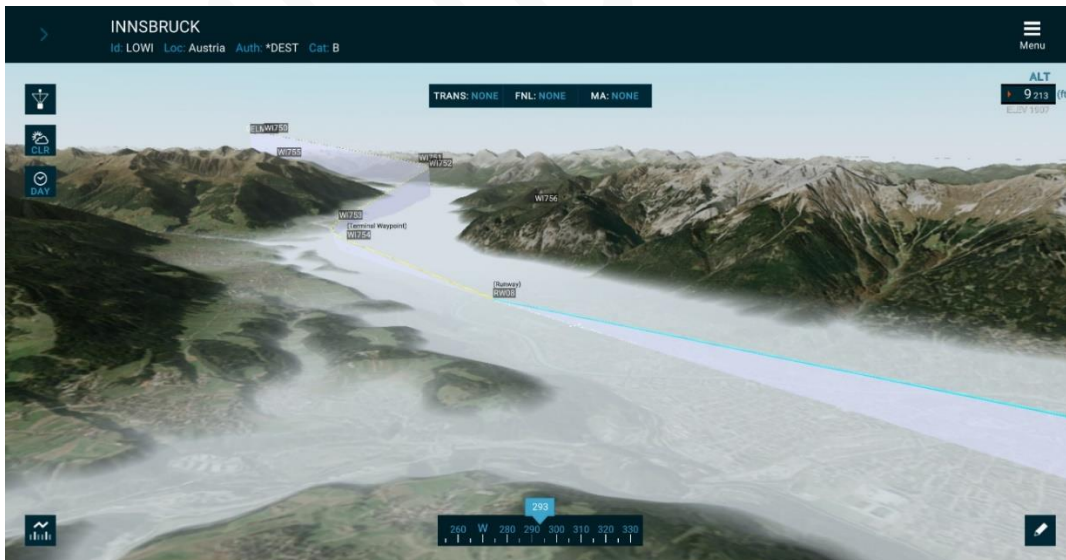 INNSBRUCK
Menu
Id: LOWI Loc: Austria Auth: *DEST Cat: B
ALT
TRANS: NONE FNL: NONE MA: NONE
9 213 (ft
WI750
CLR
WI755
WI752
DAY
WI756
WI753
(Terminal Waypoint)
WI754
(Runway)
RW08
293
260 W 280 290 300 310 320 330